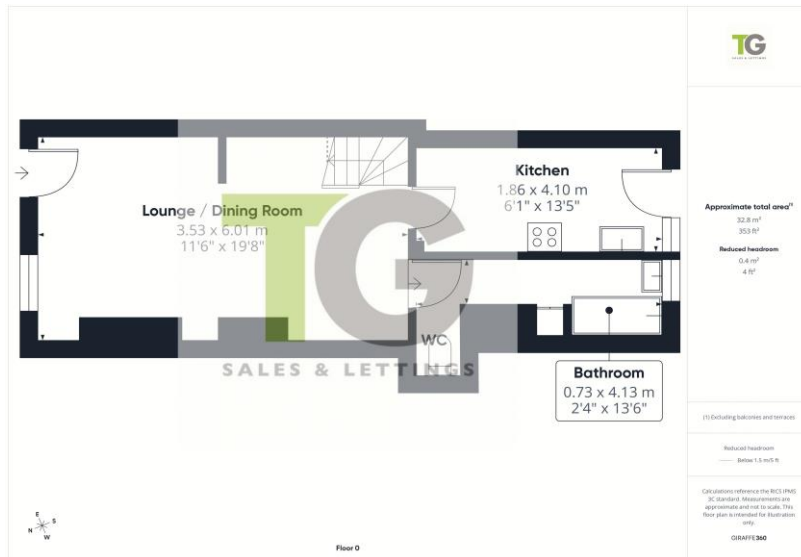 TG
SALES & LETTINGS
Lounge / Dining Room
3.53 x 6.01 m
11'6" x 19'8"
Kitchen
1.86 x 4.10 m
6'1" x 13'5"
WC
Bathroom
0.73 x 4.13 m
2'4" x 13'6"
TG
SALES & LETTINGS
E
S
N
W
Floor 0
Approximate total area⁽¹⁾
32.8 m²
353 ft²
Reduced headroom
0.4 m²
4 ft²
(1) Excluding balconies and terraces
Reduced headroom
Below 1.5 m/5 ft
Calculations reference the RICS IPMS
3C standard. Measurements are
approximate and not to scale. This
floor plan is intended for illustration
only.
GIRAFFE360